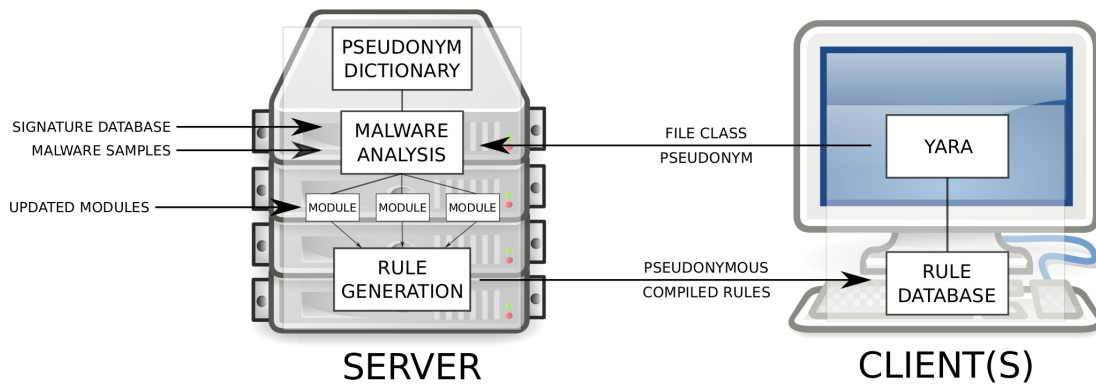 PSEUDONYM
DICTIONARY
SIGNATURE DATABASE
MALWARE SAMPLES
MALWARE
ANALYSIS
UPDATED MODULES
MODULE
MODULE
MODULE
RULE
GENERATION
SERVER
FILE CLASS
PSEUDONYM
PSEUDONYMOUS
COMPILED RULES
YARA
RULE
DATABASE
CLIENT(S)